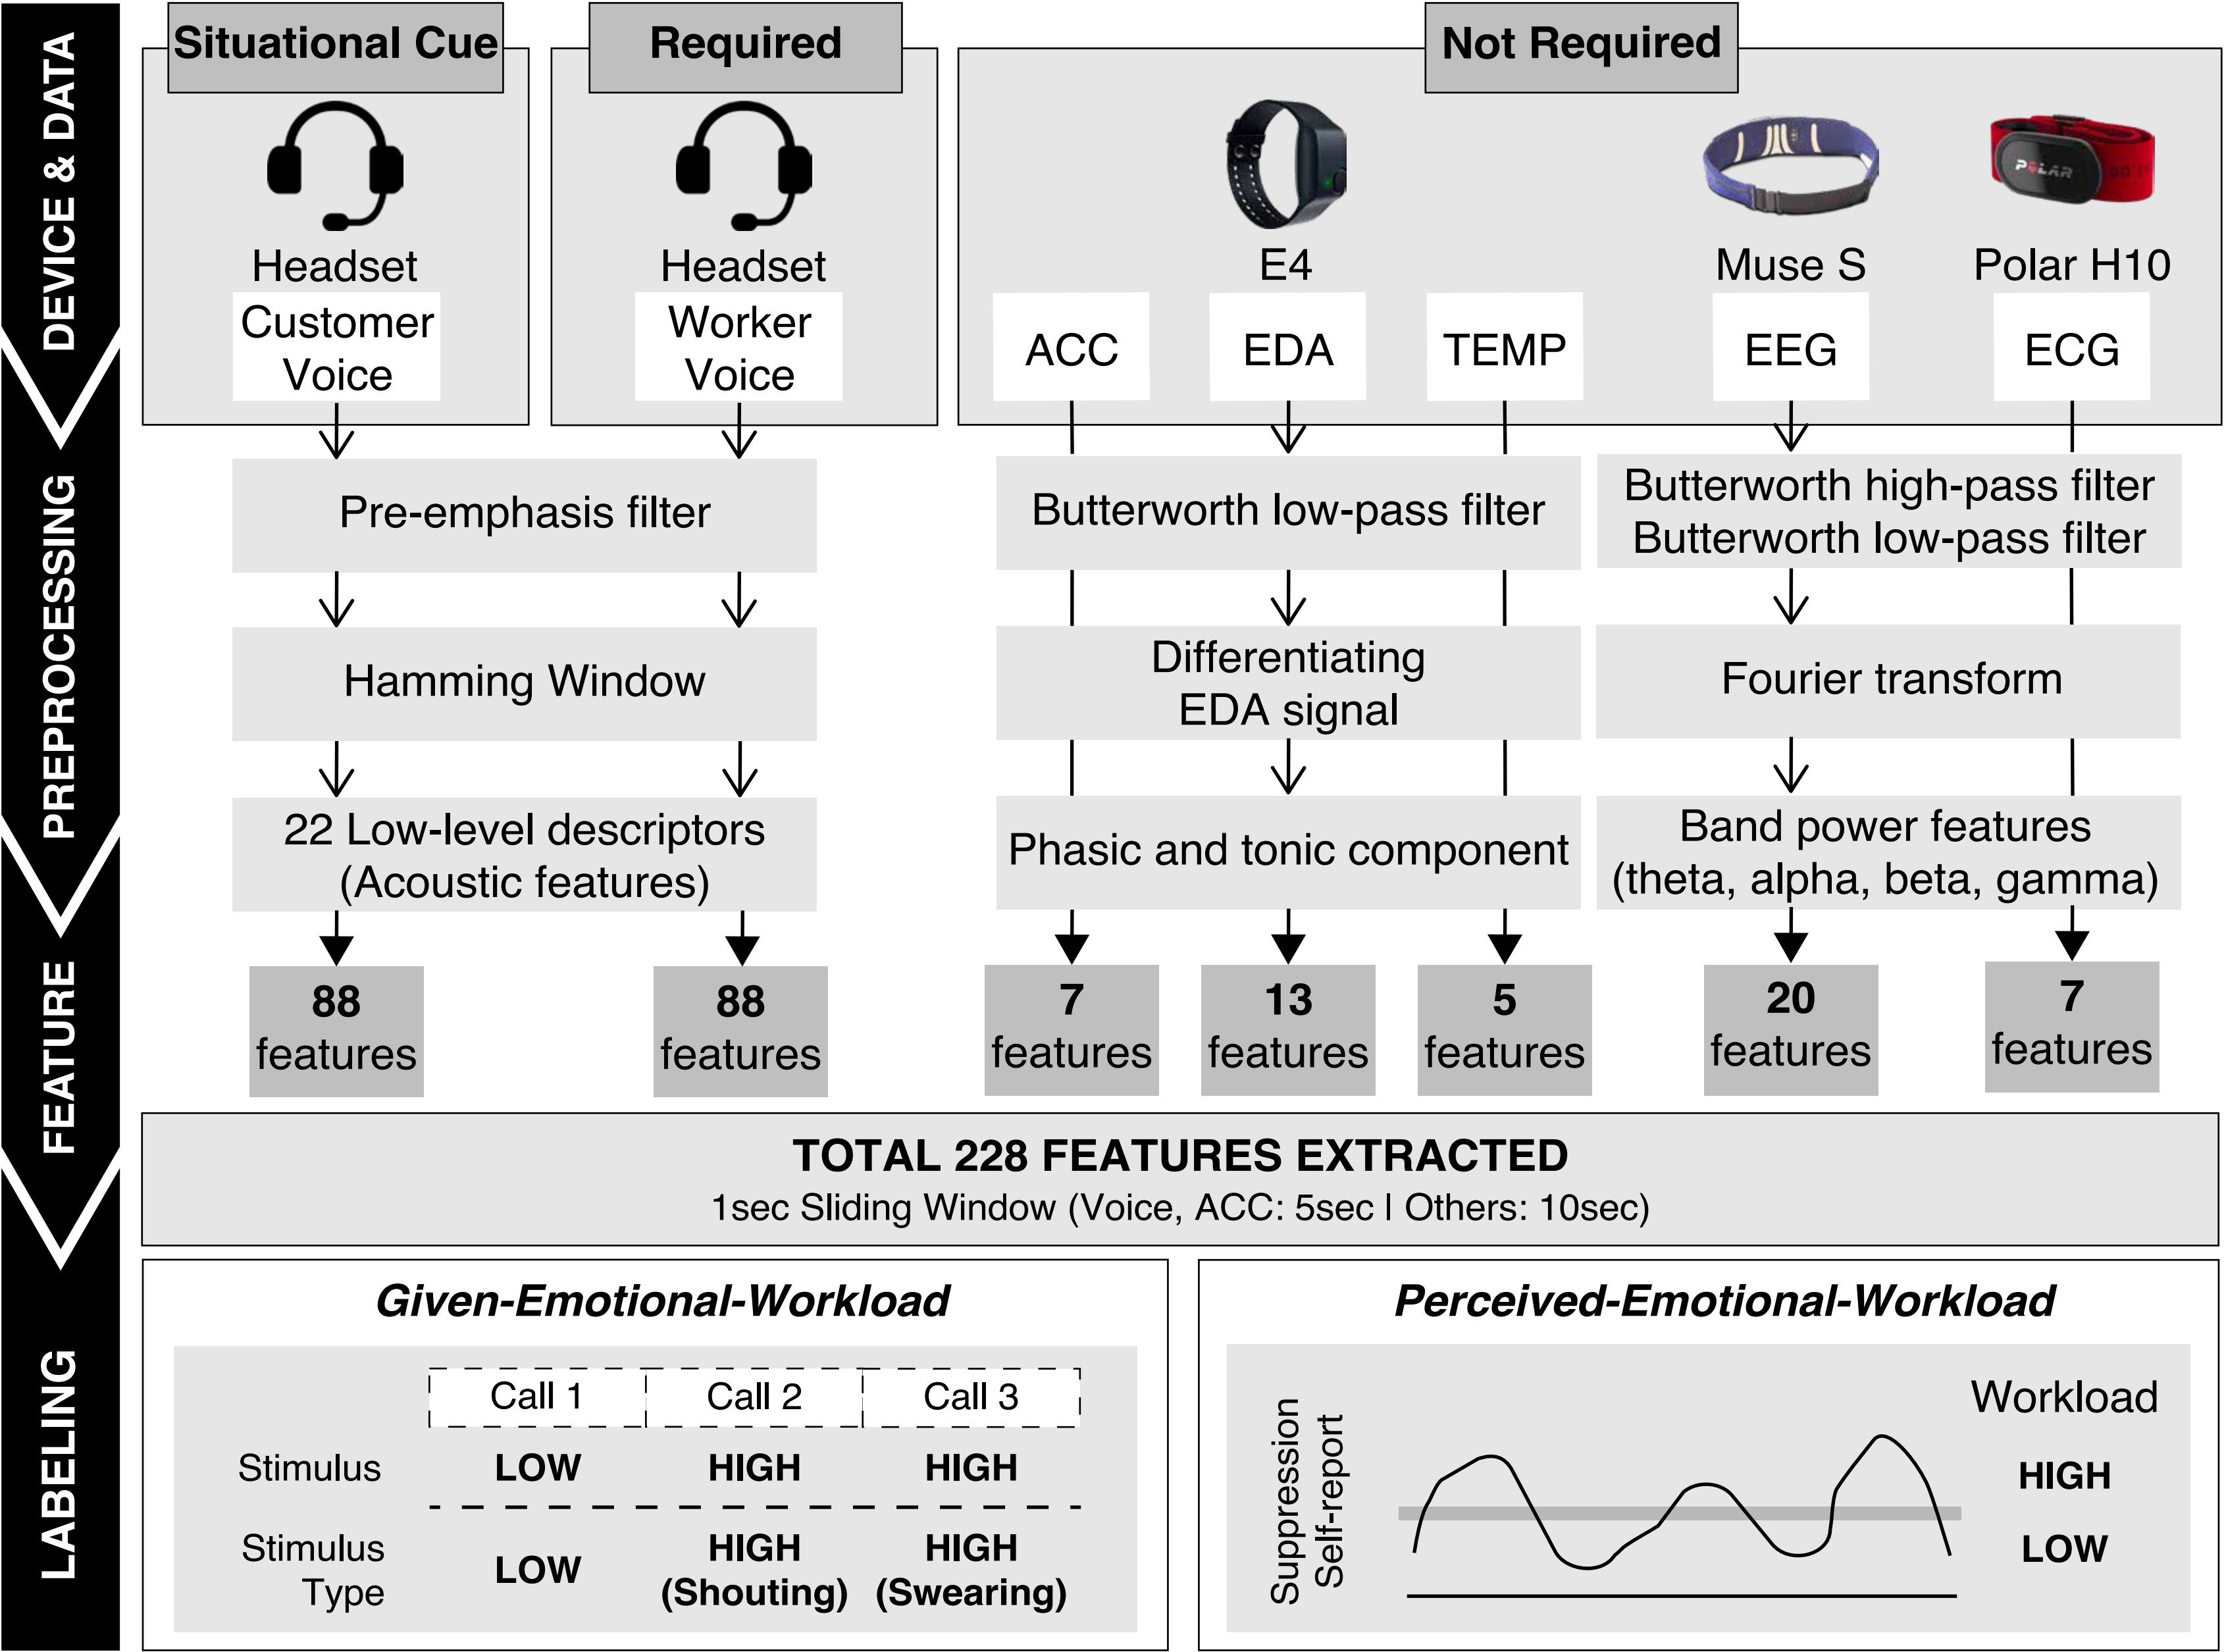 DEVICE & DATA
PREPROCESSING
FEATURE
LABELING
Situational Cue
Required
Not Required
Headset
Customer
Voice
Headset
Worker
Voice
E4
Muse S
POLAR
Polar H10
ACC
EDA
TEMP
EEG
ECG
Pre-emphasis filter
Hamming Window
22 Low-level descriptors
(Acoustic features)
Butterworth low-pass filter
Differentiating
EDA signal
Phasic and tonic component
Butterworth high-pass filter
Butterworth low-pass filter
Fourier transform
Band power features
(theta, alpha, beta, gamma)
88
features
88
features
7
features
13
features
5
features
20
features
7
features
TOTAL 228 FEATURES EXTRACTED
1sec Sliding Window (Voice, ACC: 5sec I Others: 10sec)
Given-Emotional-Workload
Call 1 Call 2 Call 3
Stimulus LOW HIGH HIGH
Stimulus
Type
LOW
HIGH
(Shouting)
HIGH
(Swearing)
Perceived-Emotional-Workload
Suppression
Self-report
Workload
HIGH
LOW